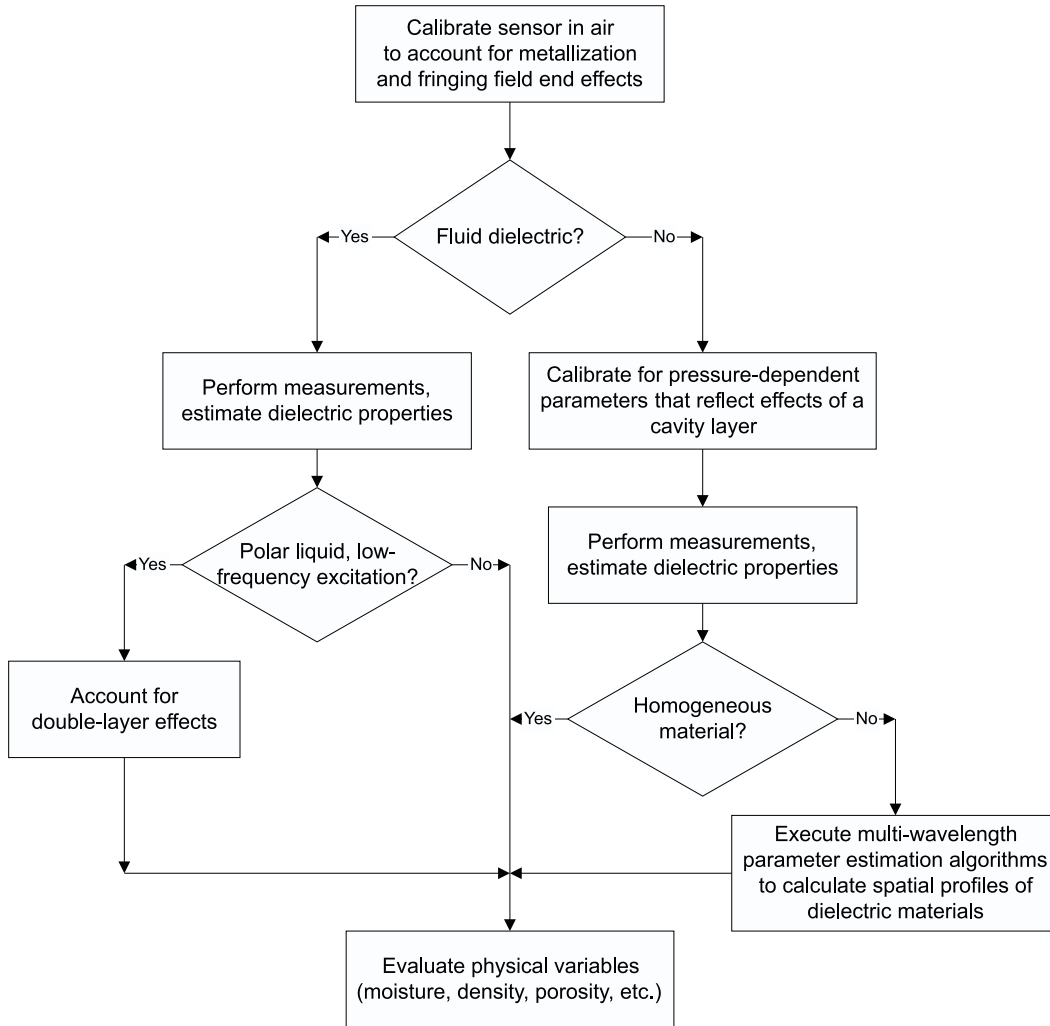 Calibrate sensor in air
to account for metallization
and fringing field end effects
Yes
Fluid dielectric?
No
Perform measurements,
estimate dielectric properties
Calibrate for pressure-dependent
parameters that reflect effects of a
cavity layer
Polar liquid, low-
frequency excitation?
Yes
No
Perform measurements,
estimate dielectric properties
Account for
double-layer effects
Yes
Homogeneous
material?
No
Execute multi-wavelength
parameter estimation algorithms
to calculate spatial profiles of
dielectric materials
Evaluate physical variables
(moisture, density, porosity, etc.)